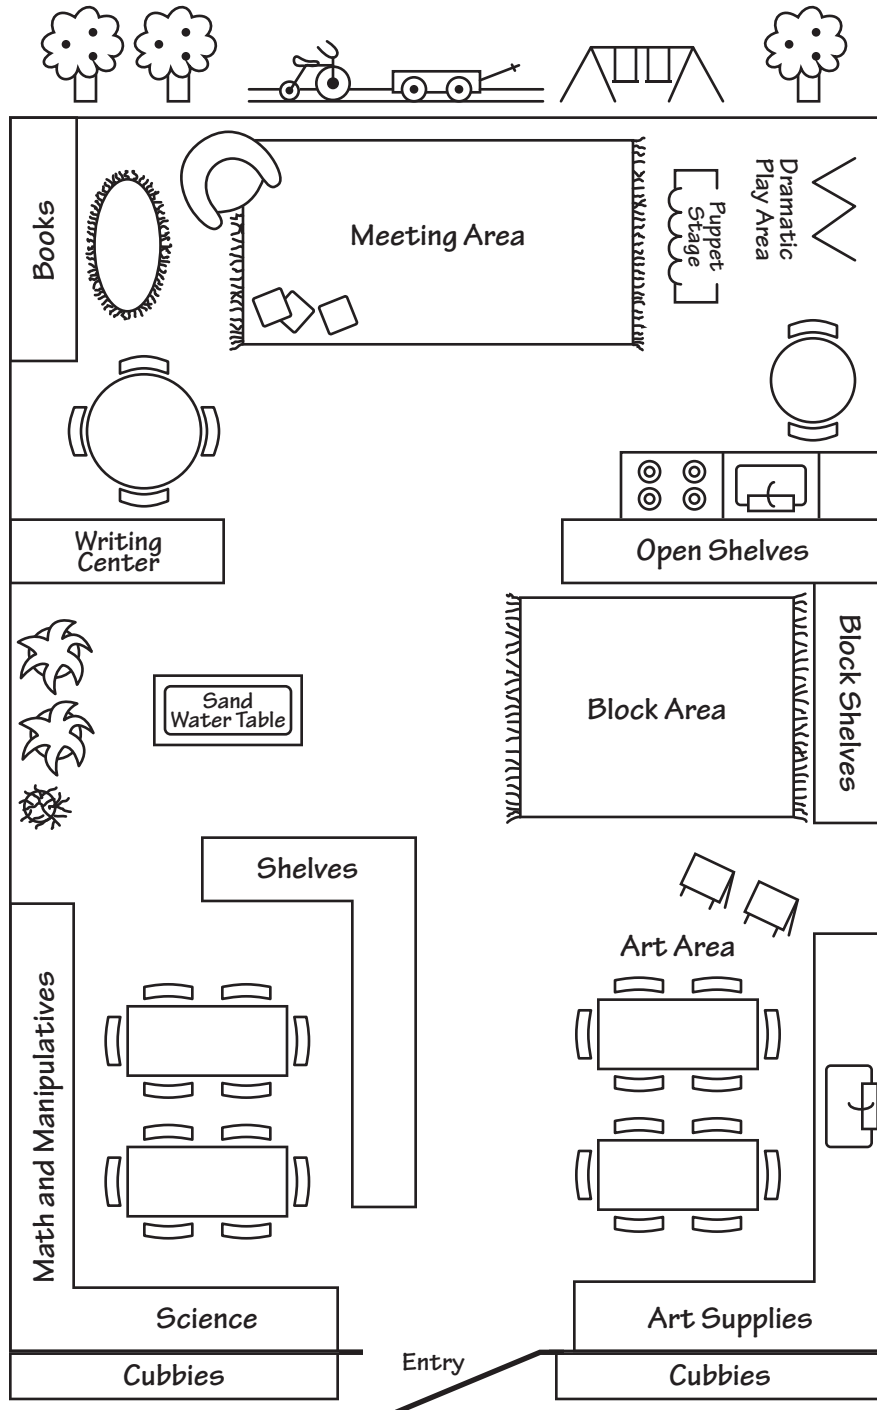 Books
Meeting Area
Puppet
Stage
Dramatic
Play Area
Writing
Center
Open Shelves
Sand
Water Table
Block Area
Block Shelves
Shelves
Art Area
Math and Manipulatives
Science
Art Supplies
Cubbies
Entry
Cubbies